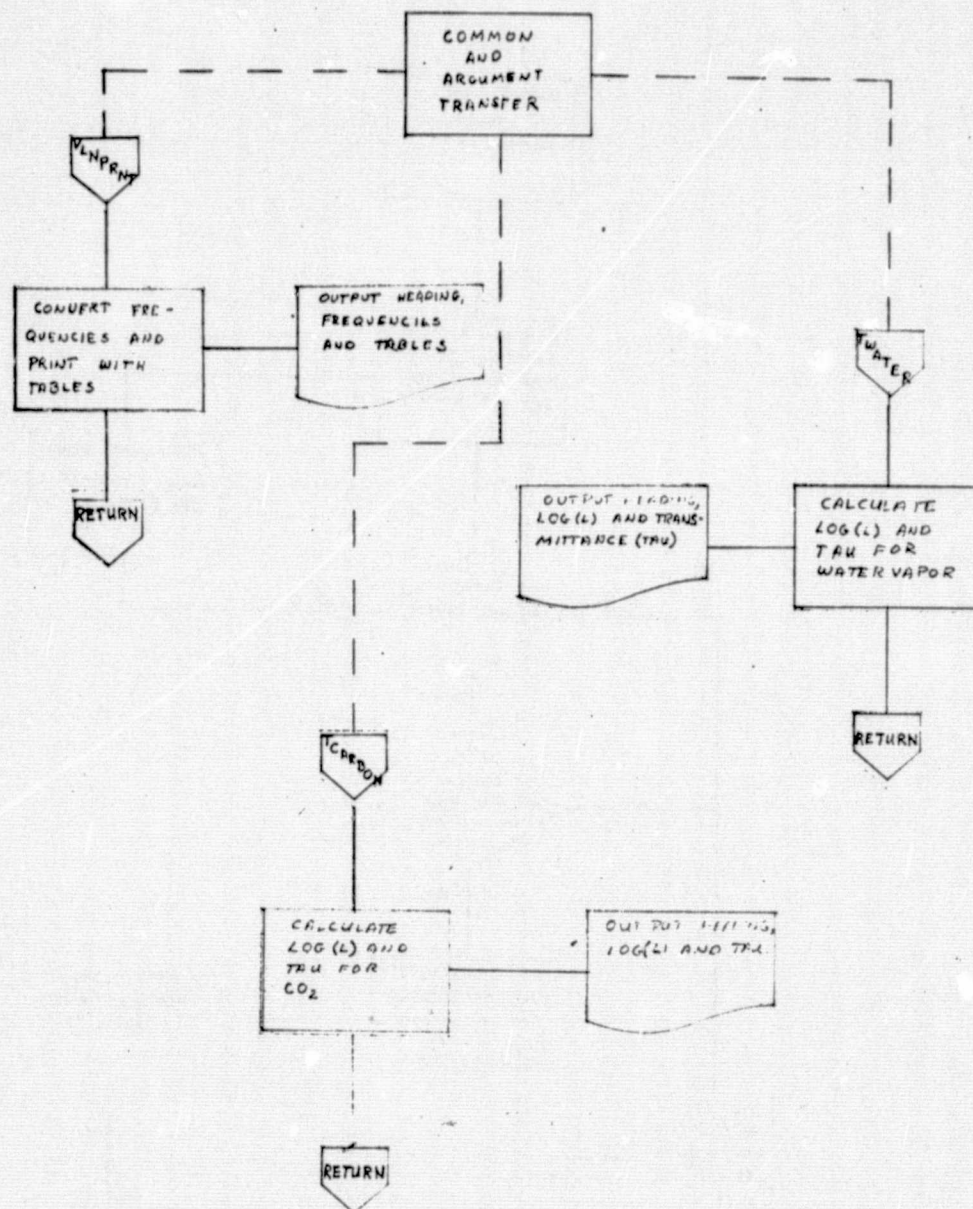 COMMON
AND
ARGUMENT
TRANSFER
VLNPRNT
CONVERT FRE-
QUENCIES AND
PRINT WITH
TABLES
OUTPUT HEADING,
FREQUENCIES
AND TABLES
RETURN
TWATER
OUTPUT HEADING,
LOG(L) AND TRANS-
MITTANCE (TAU)
CALCULATE
LOG(L) AND
TAU FOR
WATER VAPOR
RETURN
TCARBON
CALCULATE
LOG(L) AND
TAU FOR
CO₂
OUTPUT
LOG(L) AND TAU
RETURN